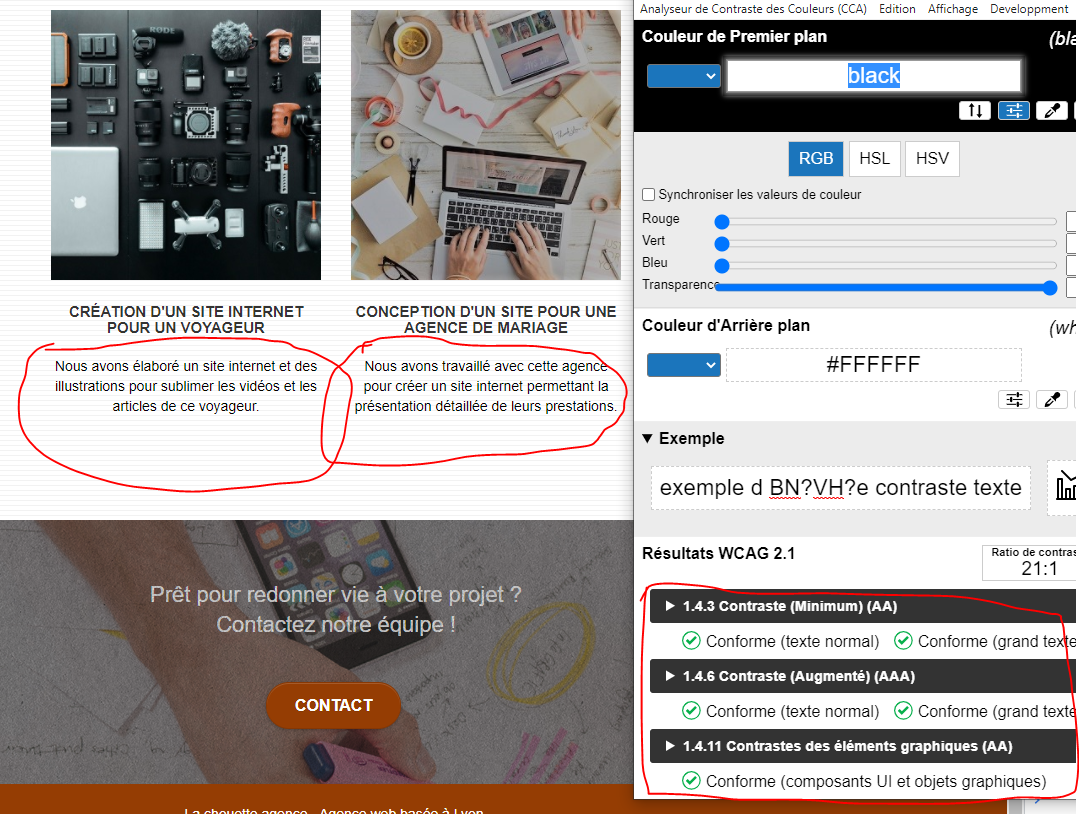 RODE
CRÉATION D'UN SITE INTERNET
POUR UN VOYAGEUR
Nous avons élaboré un site internet et des
illustrations pour sublimer les vidéos et les
articles de ce voyageur.
CONCEPTION D'UN SITE POUR UNE
AGENCE DE MARIAGE
Nous avons travaillé avec cette agence
pour créer un site internet permettant la
présentation détaillée de leurs prestations.
Prêt pour redonner vie à votre projet ?
Contactez notre équipe !
CONTACT
La chouette agence - Agence web basée à Lyon
Analyseur de Contraste des Couleurs (CCA) Edition Affichage Developpment
Couleur de Premier plan (bla
black
RGB HSL HSV
Synchroniser les valeurs de couleur
Rouge
Vert
Bleu
Transparence
Couleur d'Arrière plan (wh
#FFFFFF
Exemple
exemple d BN?VH?e contraste texte
Résultats WCAG 2.1
Ratio de contras
21:1
1.4.3 Contraste (Minimum) (AA)
Conforme (texte normal) Conforme (grand texte
1.4.6 Contraste (Augmenté) (AAA)
Conforme (texte normal) Conforme (grand texte
1.4.11 Contrastes des éléments graphiques (AA)
Conforme (composants UI et objets graphiques)